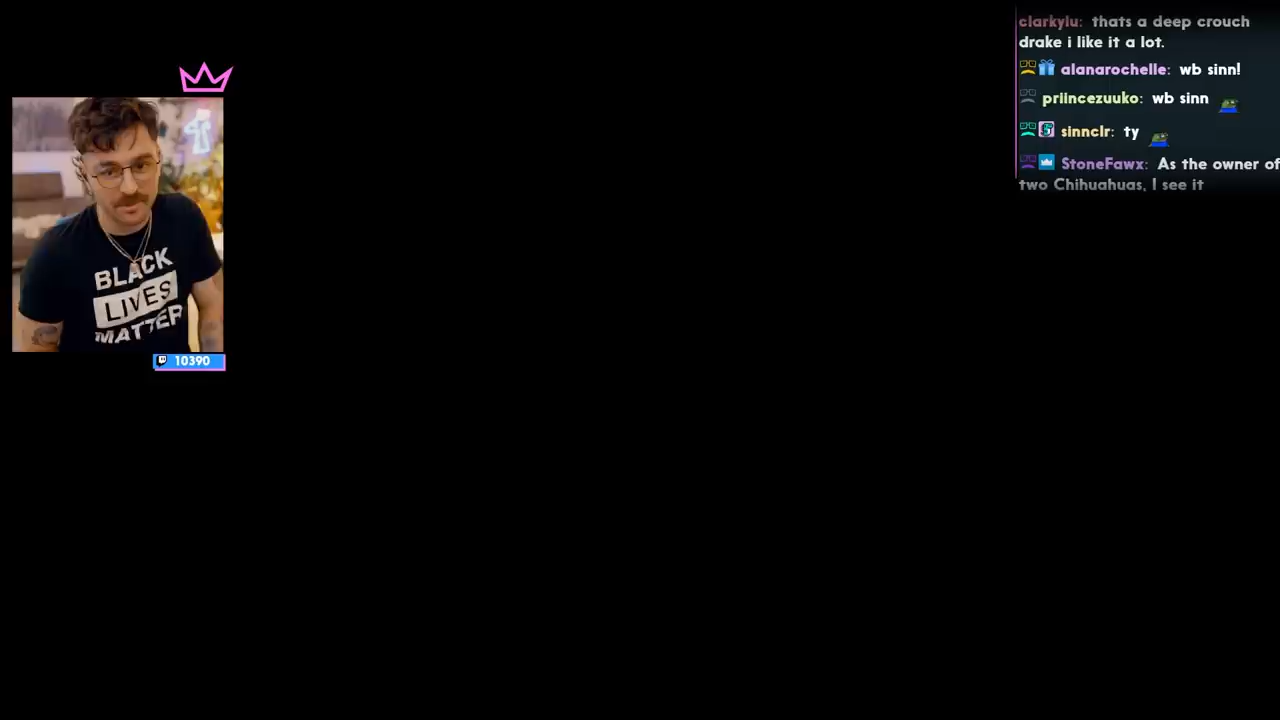 clarkylu: thats a deep crouch
drake i like it a lot.
alanarochelle: wb sinn!
priincezuuko: wb sinn
sinnclr: ty
StoneFawx: As the owner of
two Chihuahuas, I see it
BLACK
LIVES
MATTER
10390